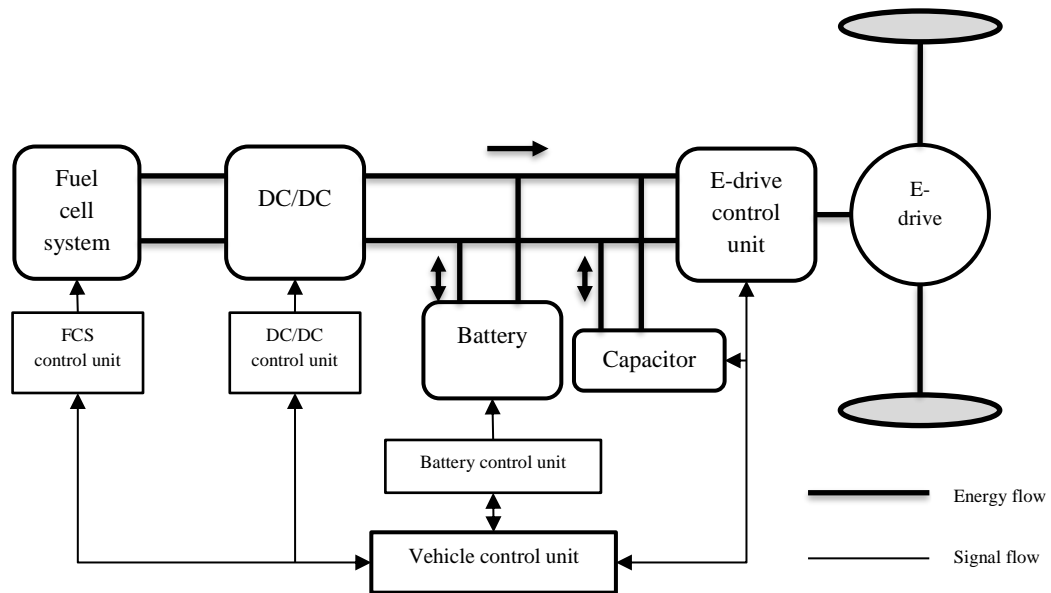 Fuel
cell
system
DC/DC
E-drive
control
unit
E-
drive
FCS
control unit
DC/DC
control unit
Battery
Capacitor
Battery control unit
Vehicle control unit
Energy flow
Signal flow